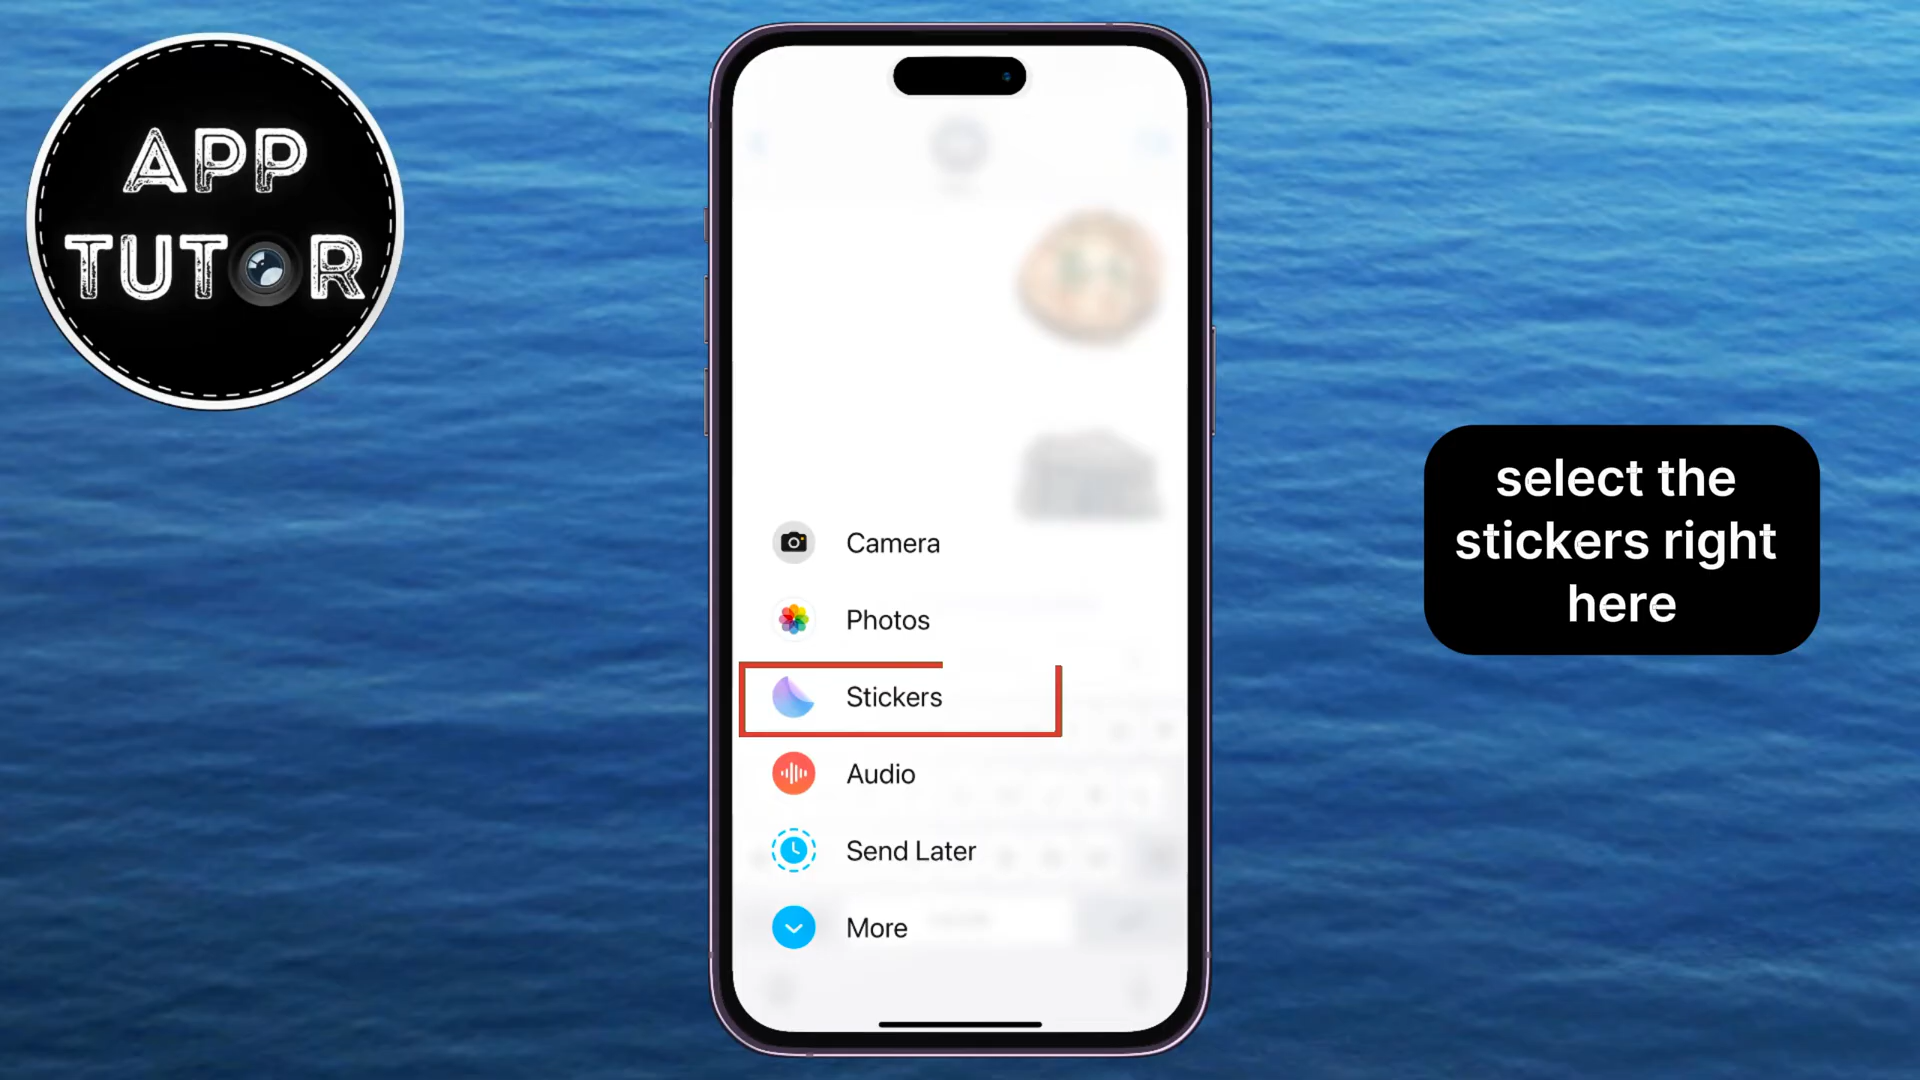 APP
TUTOR
Camera
Photos
Stickers
Audio
Send Later
More
select the
stickers right
here